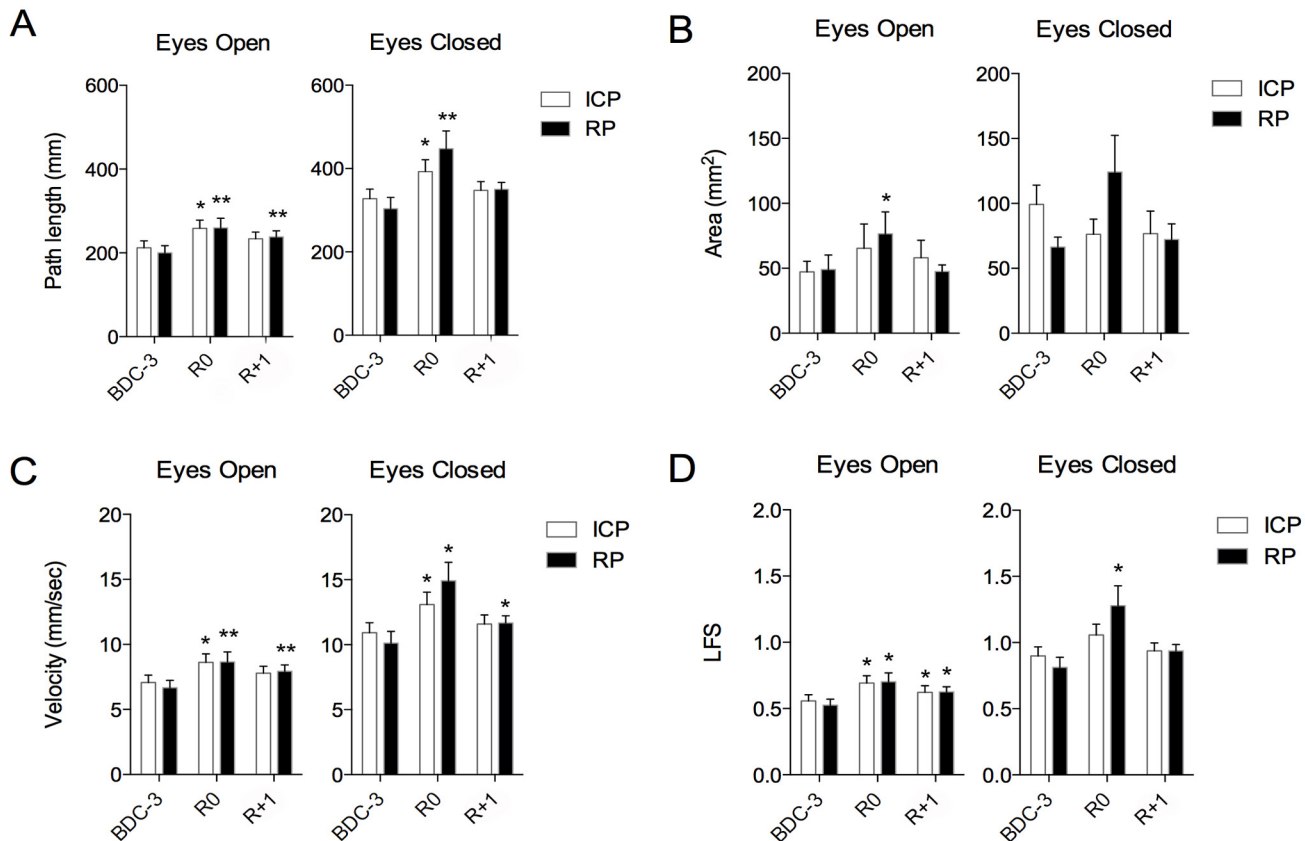 A
Eyes Open
Eyes Closed
ICP
RP
Path length (mm)
600
400
200
0
600
400
200
0
*
**
**
*
**
BDC-3
R0
R+1
BDC-3
R0
R+1
B
Eyes Open
Eyes Closed
ICP
RP
Area (mm²)
200
150
100
50
0
200
150
100
50
0
*
BDC-3
R0
R+1
BDC-3
R0
R+1
C
Eyes Open
Eyes Closed
ICP
RP
Velocity (mm/sec)
20
15
10
5
0
20
15
10
5
0
*
**
**
*
*
*
BDC-3
R0
R+1
BDC-3
R0
R+1
D
Eyes Open
Eyes Closed
ICP
RP
LFS
2.0
1.5
1.0
0.5
0.0
2.0
1.5
1.0
0.5
0.0
*
*
*
*
*
BDC-3
R0
R+1
BDC-3
R0
R+1